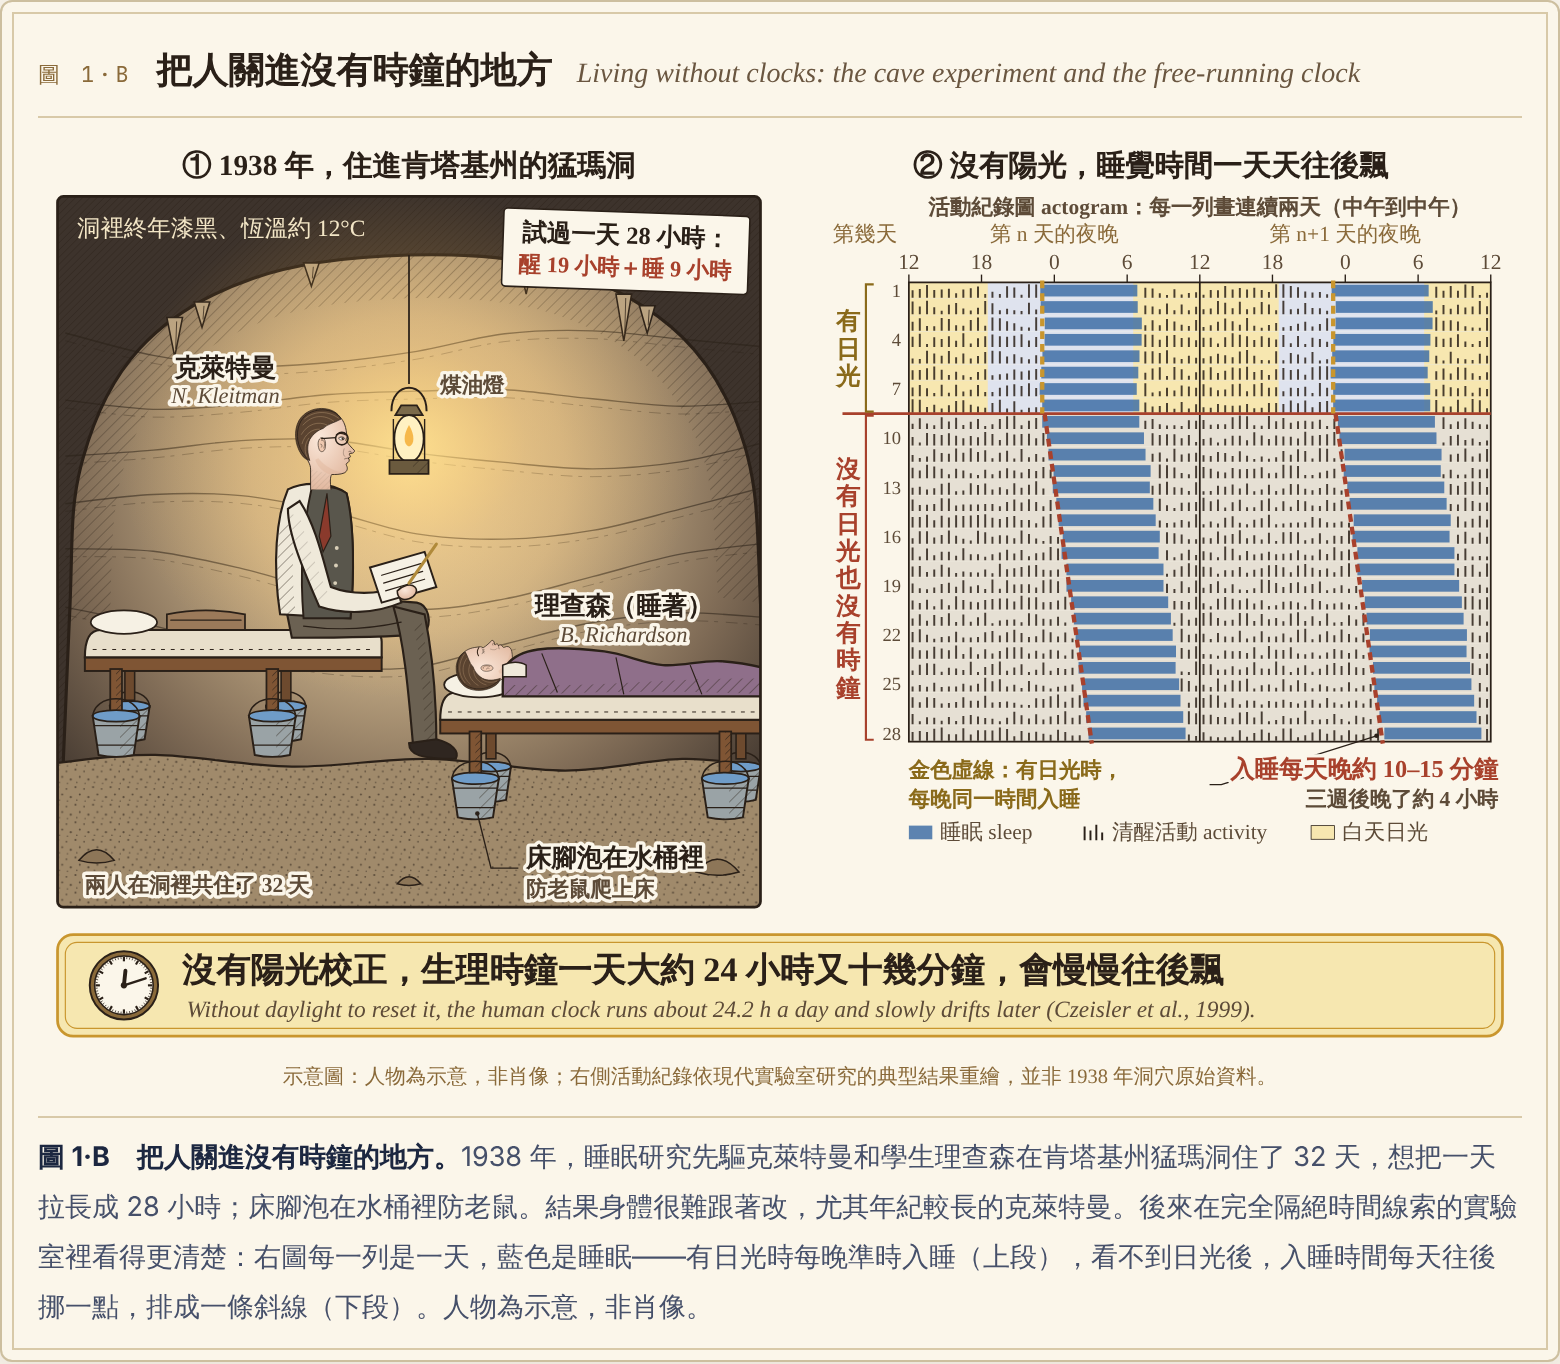 圖 1·B 把人關進沒有時鐘的地方 Living without clocks: the cave experiment and the free-running clock
① 1938 年，住進肯塔基州的猛瑪洞
洞裡終年漆黑、恆溫約 12°C
試過一天 28 小時：
醒 19 小時＋睡 9 小時
克萊特曼
N. Kleitman
煤油燈
理查森（睡著）
B. Richardson
床腳泡在水桶裡
防老鼠爬上床
兩人在洞裡共住了 32 天
② 沒有陽光，睡覺時間一天天往後飄
活動紀錄圖 actogram：每一列畫連續兩天（中午到中午）
第幾天 第 n 天的夜晚 第 n+1 天的夜晚
12 18 0 6 12 18 0 6 12
有日光
1
4
7
沒有日光也沒有時鐘
10
13
16
19
22
25
28
金色虛線：有日光時，
每晚同一時間入睡
入睡每天晚約 10–15 分鐘
三週後晚了約 4 小時
睡眠 sleep 清醒活動 activity 白天日光
沒有陽光校正，生理時鐘一天大約 24 小時又十幾分鐘，會慢慢往後飄
Without daylight to reset it, the human clock runs about 24.2 h a day and slowly drifts later (Czeisler et al., 1999).
示意圖：人物為示意，非肖像；右側活動紀錄依現代實驗室研究的典型結果重繪，並非 1938 年洞穴原始資料。
圖 1·B 把人關進沒有時鐘的地方。1938 年，睡眠研究先驅克萊特曼和學生理查森在肯塔基州猛瑪洞住了 32 天，想把一天
拉長成 28 小時；床腳泡在水桶裡防老鼠。結果身體很難跟著改，尤其年紀較長的克萊特曼。後來在完全隔絕時間線索的實驗
室裡看得更清楚：右圖每一列是一天，藍色是睡眠——有日光時每晚準時入睡（上段），看不到日光後，入睡時間每天往後
挪一點，排成一條斜線（下段）。人物為示意，非肖像。